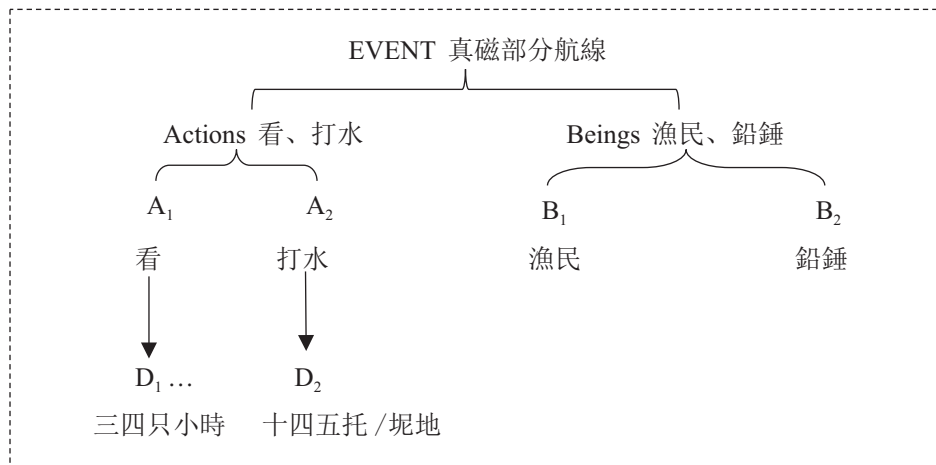 EVENT 真磁部分航線
Actions 看、打水 Beings 漁民、鉛錘
A₁ A₂ B₁ B₂
看 打水 漁民 鉛錘
D₁ … D₂
三四只小時 十四五托 /坭地